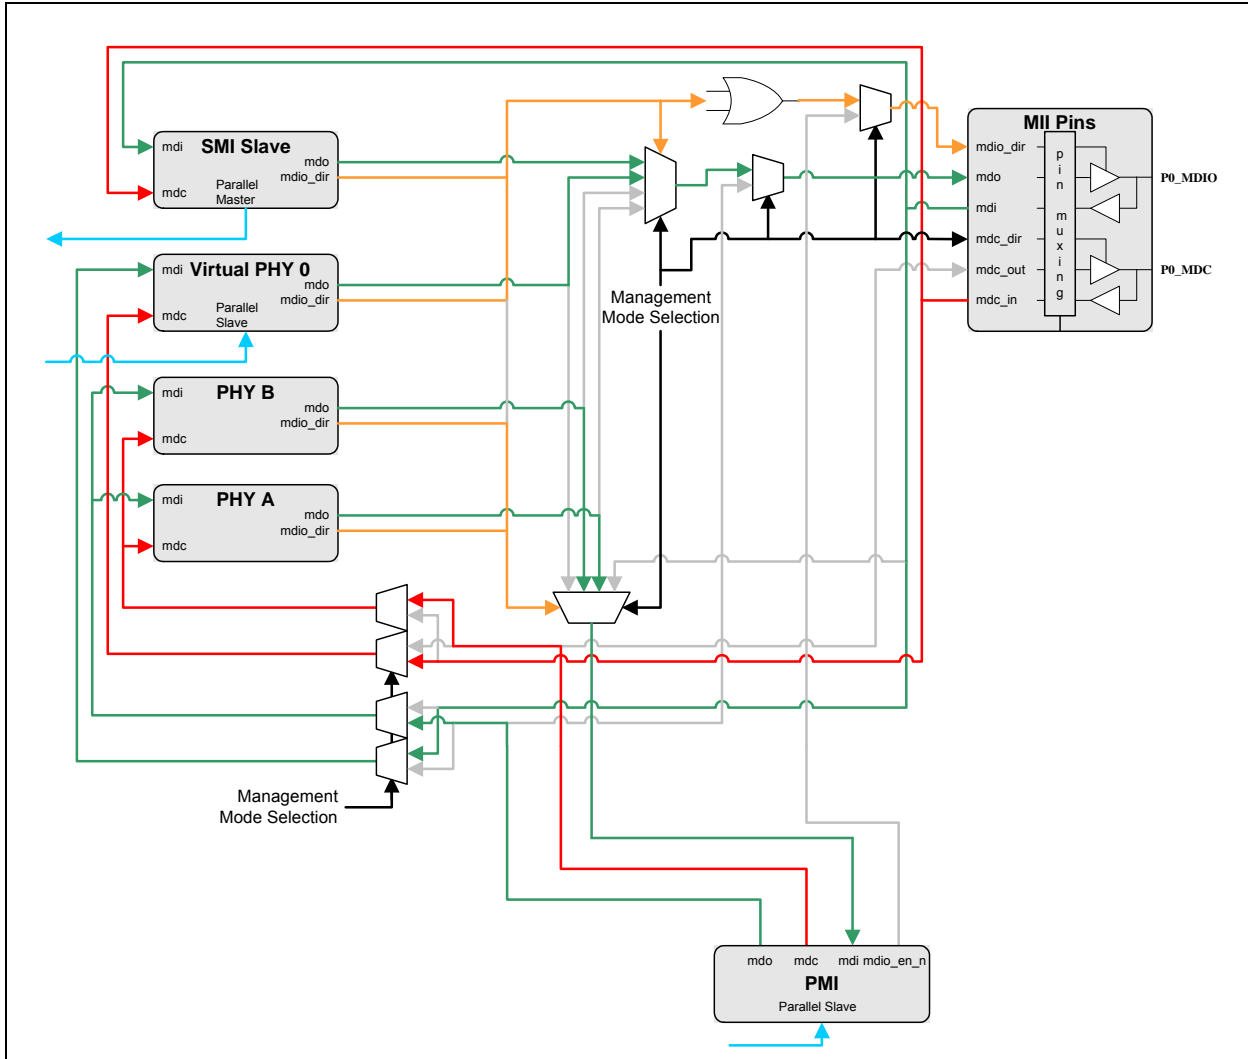 SMI Slave
mdi
mdo
mdio_dir
mdc
Parallel
Master
Virtual PHY 0
mdi
mdo
mdio_dir
mdc
Parallel
Slave
PHY B
mdi
mdo
mdio_dir
mdc
PHY A
mdi
mdo
mdio_dir
mdc
Management
Mode Selection
MII Pins
mdio_dir
mdo
mdi
mdc_dir
mdc_out
mdc_in
p
i
n
m
u
x
i
n
g
P0_MDIO
P0_MDC
Management
Mode Selection
mdo mdc mdi mdio_en_n
PMI
Parallel Slave